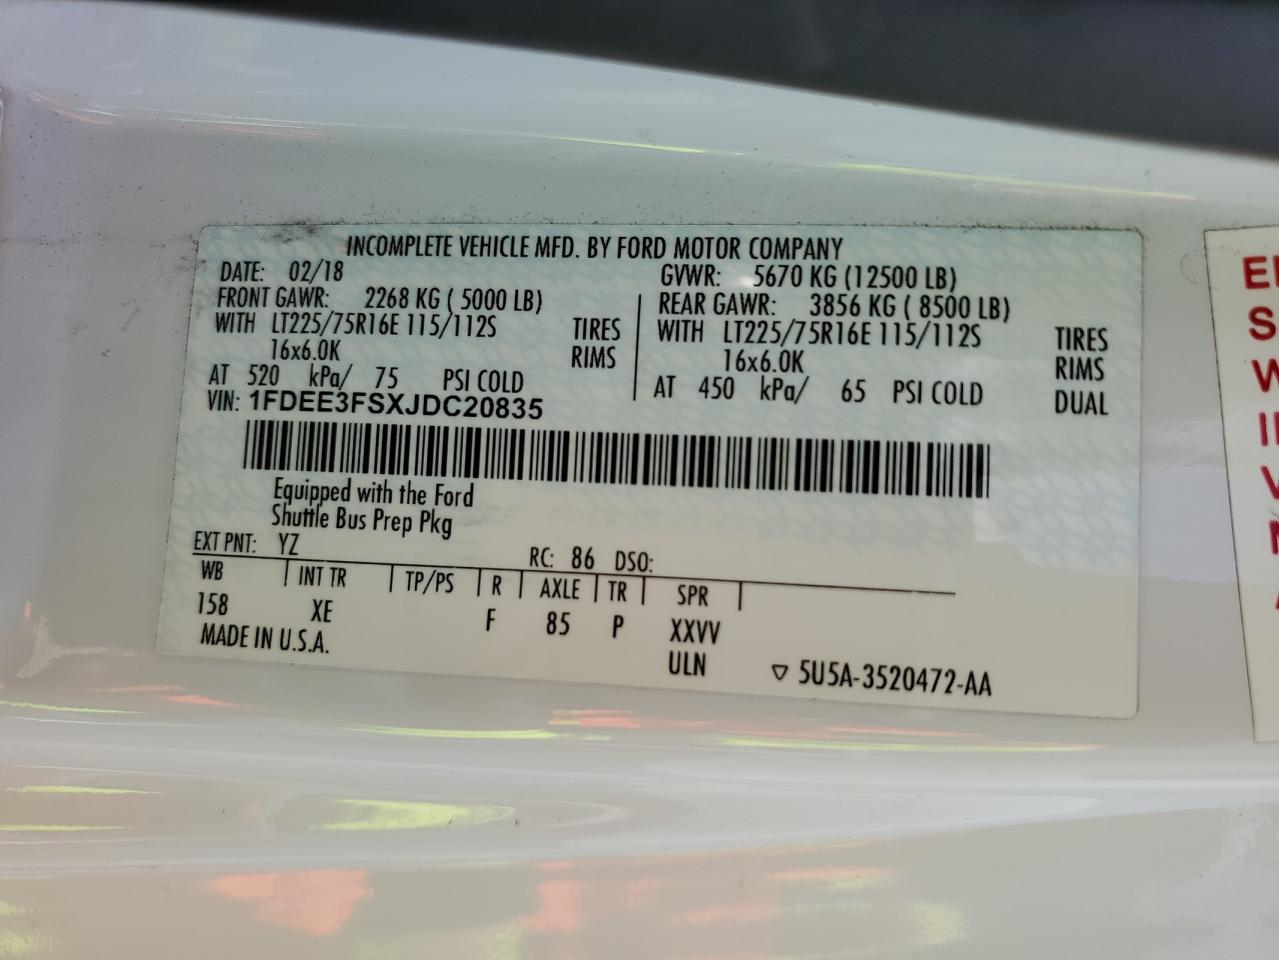 INCOMPLETE VEHICLE MFD. BY FORD MOTOR COMPANY
DATE: 02/18
GVWR: 5670 KG (12500 LB)
FRONT GAWR: 2268 KG ( 5000 LB)
REAR GAWR: 3856 KG ( 8500 LB)
WITH LT225/75R16E 115/112S TIRES
WITH LT225/75R16E 115/112S TIRES
16x6.0K RIMS
16x6.0K RIMS
AT 520 kPa/ 75 PSI COLD
AT 450 kPa/ 65 PSI COLD DUAL
VIN: 1FDEE3FSXJDC20835
Equipped with the Ford
Shuttle Bus Prep Pkg
EXT PNT: YZ RC: 86 DSO:
WB INT TR TP/PS R AXLE TR SPR
158 XE F 85 P XXVV
MADE IN U.S.A. ULN ▽ 5U5A-3520472-AA